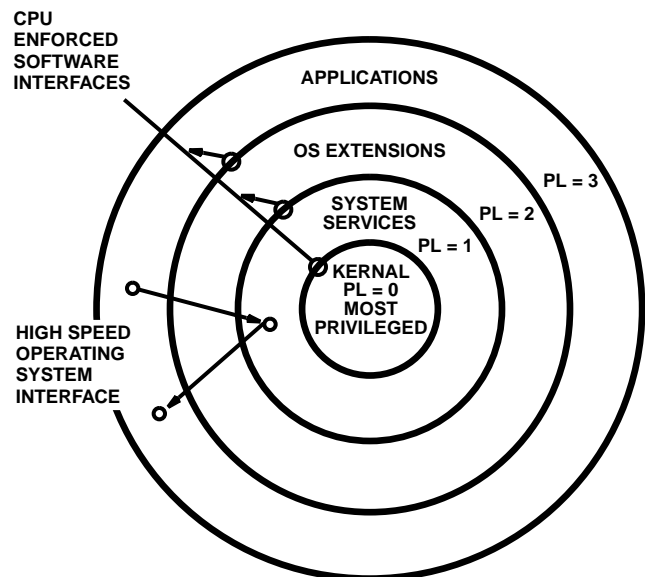 CPU
ENFORCED
SOFTWARE
INTERFACES
APPLICATIONS
OS EXTENSIONS
PL = 3
SYSTEM
SERVICES
PL = 2
PL = 1
KERNAL
PL = 0
MOST
PRIVILEGED
HIGH SPEED
OPERATING
SYSTEM
INTERFACE